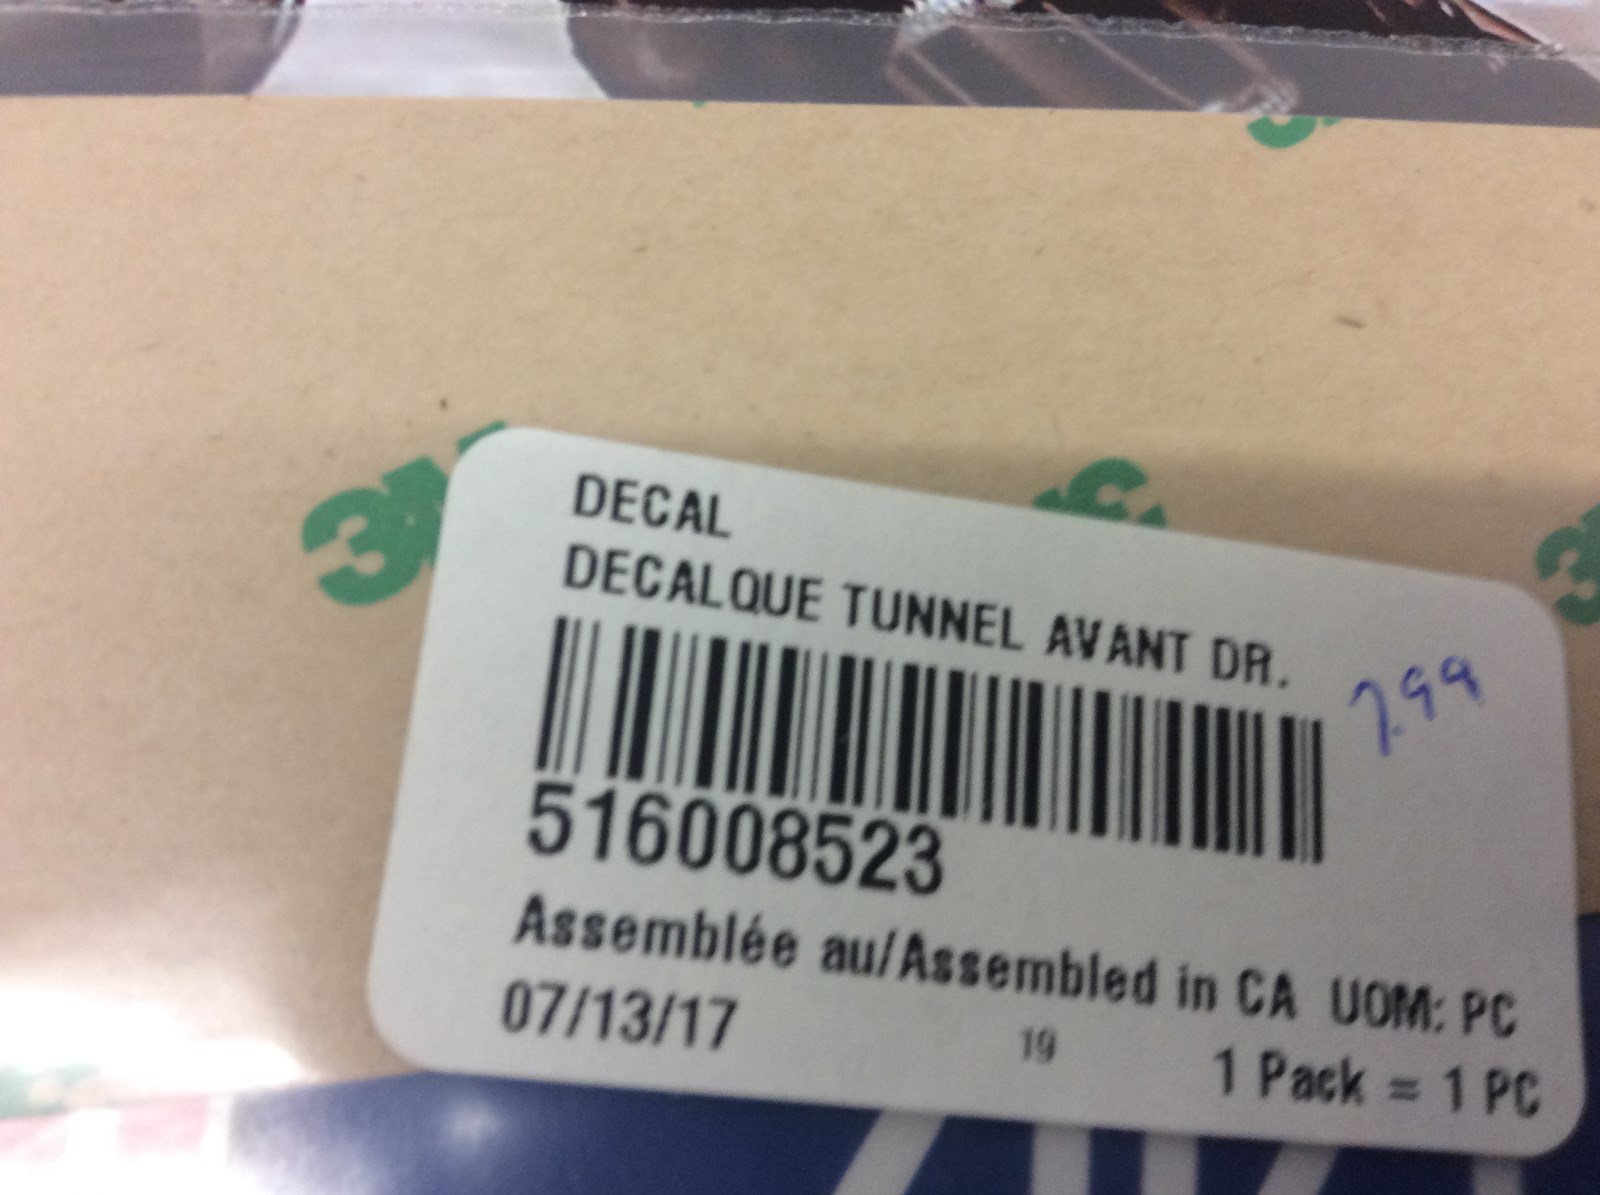 DECAL
DECALQUE TUNNEL AVANT DR.
7.99
516008523
Assemblée au/Assembled in CA UOM: PC
07/13/17 19 1 Pack = 1 PC